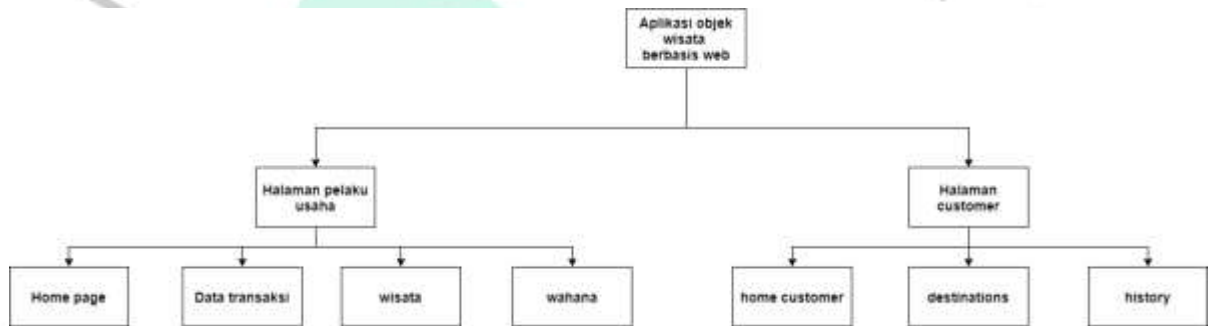 Aplikasi objek
wisata
berbasis web
Halaman pelaku
usaha
Halaman
customer
Home page
Data transaksi
wisata
wahana
home customer
destinations
history